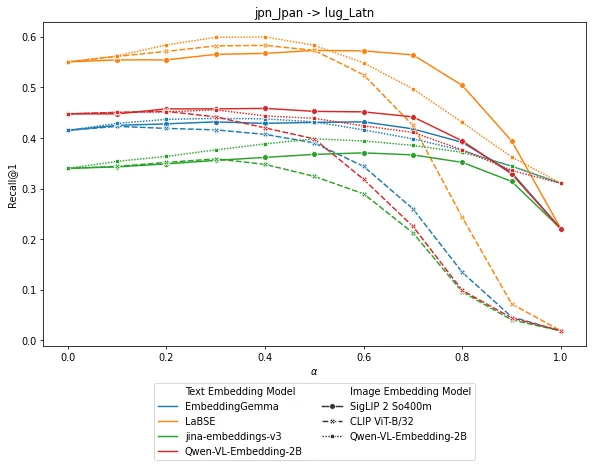 jpn_Jpan -> lug_Latn
Recall@1
0.6
0.5
0.4
0.3
0.2
0.1
0.0
0.0 0.2 0.4 0.6 0.8 1.0
α
Text Embedding Model Image Embedding Model
EmbeddingGemma SigLIP 2 So400m
LaBSE CLIP ViT-B/32
jina-embeddings-v3 Qwen-VL-Embedding-2B
Qwen-VL-Embedding-2B